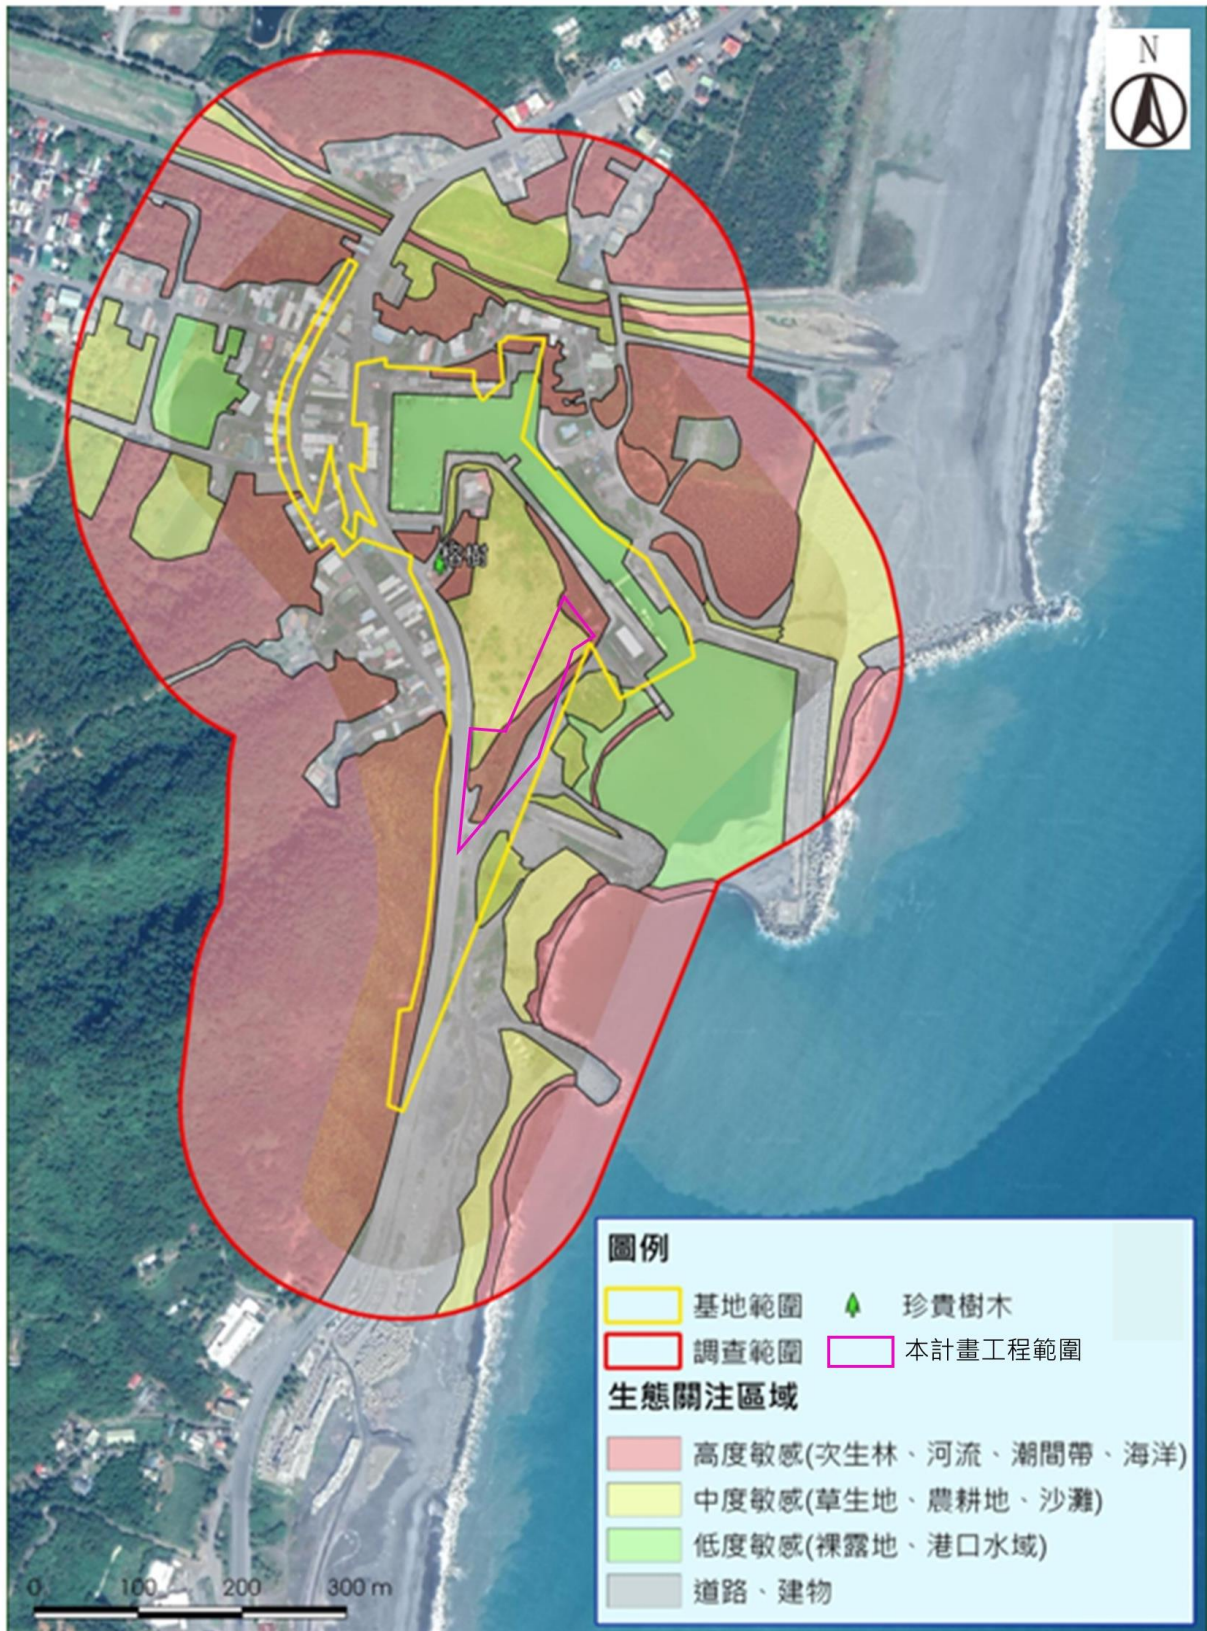 N
榕樹
圖例
基地範圍 珍貴樹木
調查範圍 本計畫工程範圍
生態關注區域
高度敏感(次生林、河流、潮間帶、海洋)
中度敏感(草生地、農耕地、沙灘)
低度敏感(裸露地、港口水域)
道路、建物
0 100 200 300 m